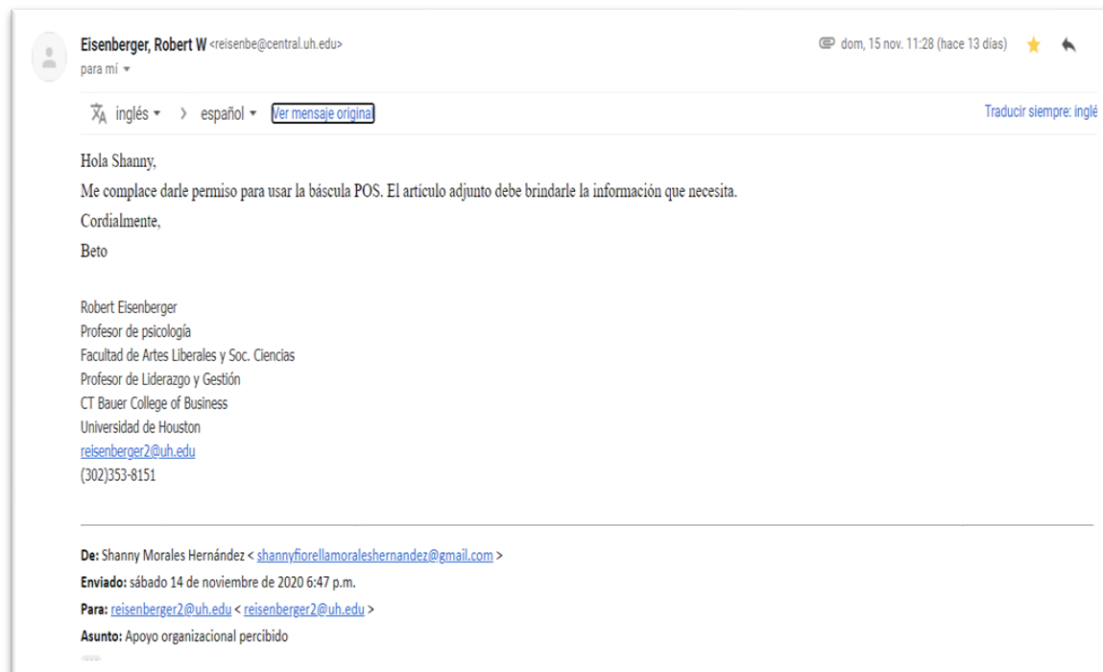 Eisenberger, Robert W <reisenbe@central.uh.edu>
dom, 15 nov. 11:28 (hace 13 días)
para mí
inglés > español Ver mensaje original
Traducir siempre: inglé
Hola Shanny,
Me complace darle permiso para usar la báscula POS. El artículo adjunto debe brindarle la información que necesita.
Cordialmente,
Beto
Robert Eisenberger
Profesor de psicología
Facultad de Artes Liberales y Soc. Ciencias
Profesor de Liderazgo y Gestión
CT Bauer College of Business
Universidad de Houston
reisenberger2@uh.edu
(302)353-8151
De: Shanny Morales Hernández < shannyfiorellamoraleshernandez@gmail.com >
Enviado: sábado 14 de noviembre de 2020 6:47 p.m.
Para: reisenberger2@uh.edu < reisenberger2@uh.edu >
Asunto: Apoyo organizacional percibido